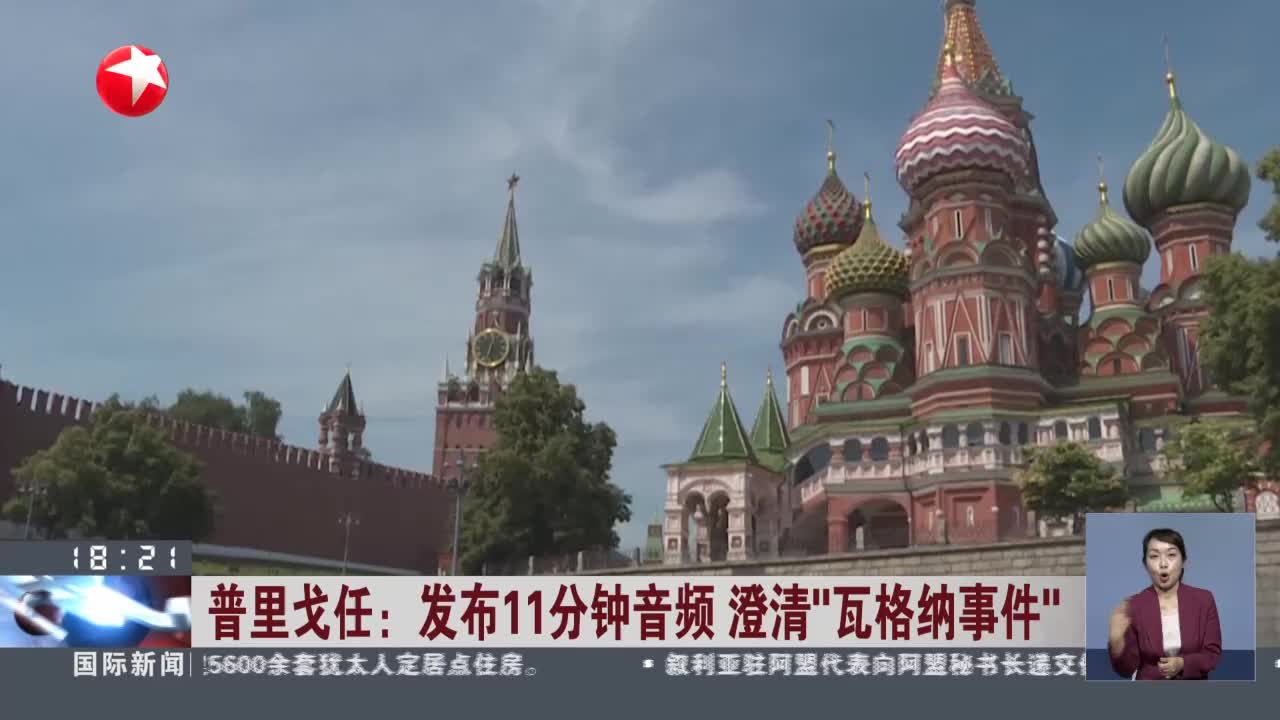 18:21
普里戈任：发布11分钟音频 澄清"瓦格纳事件"
国际新闻
5600余套犹太人定居点住房。 ▪ 叙利亚驻阿盟代表向阿盟秘书长递交